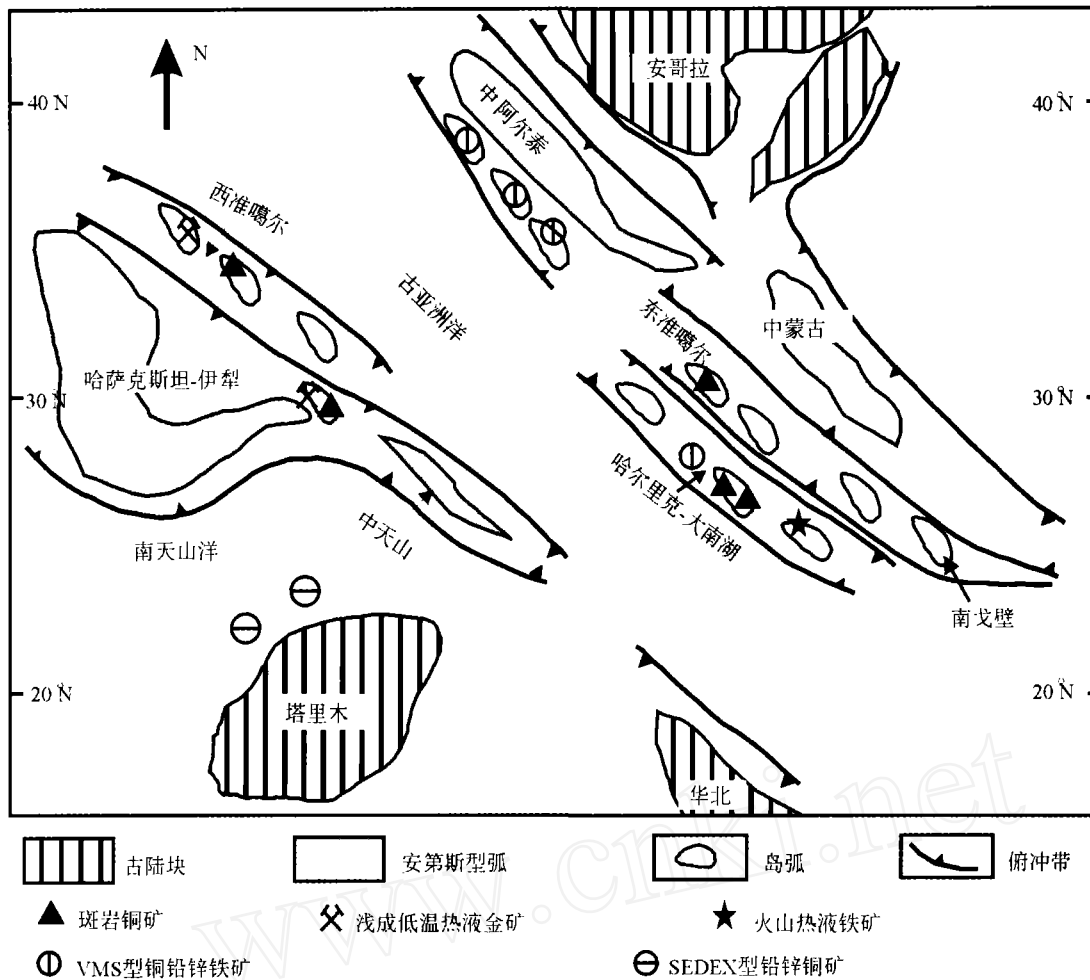 N
安哥拉
40°N
40°N
中阿尔泰
西准噶尔
古亚洲洋
东准噶尔
中蒙古
哈萨克斯坦-伊犁
30°N
30°N
哈尔里克-大南湖
中天山
南天山洋
南戈壁
20°N
20°N
塔里木
华北
古陆块
安第斯型弧
岛弧
俯冲带
斑岩铜矿
浅成低温热液金矿
火山热液铁矿
VMS型铜铅锌铁矿
SEDEX型铅锌铜矿
www.cnki.net